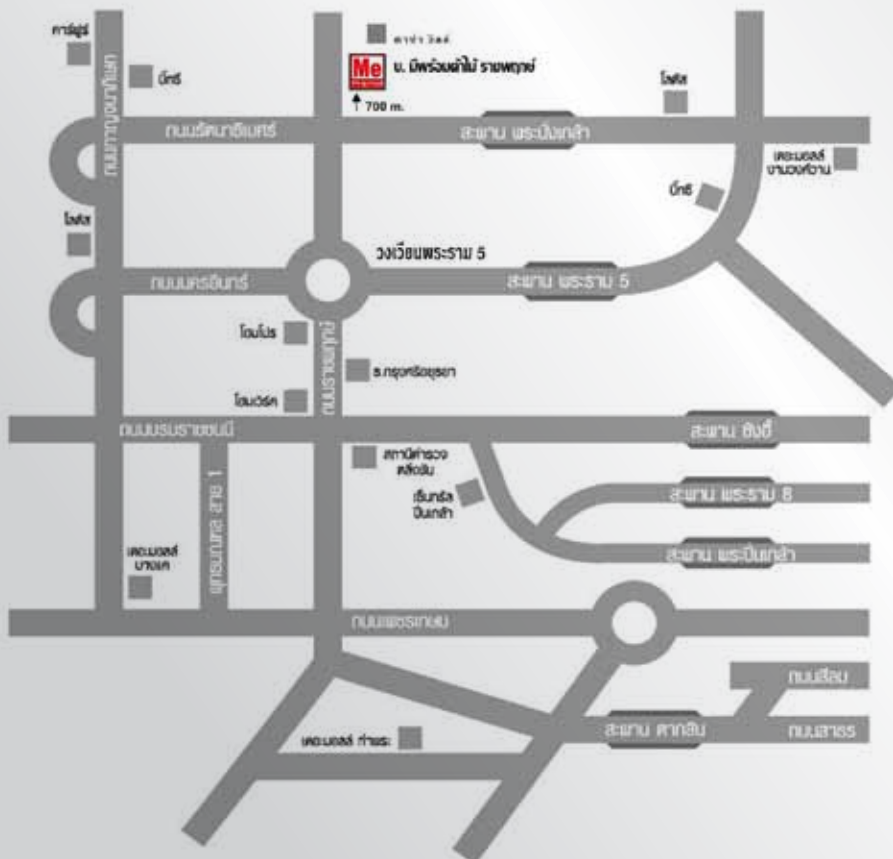 คาร์ฟูร์
บิ๊กซี
ถนนกาญจนาภิเษก
คาซ่า วิลล์
Me
บ. มีพร้อมค้าไม้ ราชพฤกษ์
700 m.
โลตัส
ถนนรัตนาธิเบศร์
สะพาน พระนั่งเกล้า
เดอะมอลล์
งามวงศ์วาน
บิ๊กซี
โลตัส
วงเวียนพระราม 5
ถนนนครอินทร์
สะพาน พระราม 5
โฮมโปร
ถนนราชพฤกษ์
ธ.กรุงศรีอยุธยา
โฮมเวิร์ค
ถนนบรมราชชนนี
สะพาน ซังฮี้
สถานีตำรวจ
ตลิ่งชัน
เซ็นทรัล
ปิ่นเกล้า
สะพาน พระราม 8
พุทธมณฑล สาย 1
สะพาน พระปิ่นเกล้า
เดอะมอลล์
บางแค
ถนนเพชรเกษม
ถนนสีลม
เดอะมอลล์ ท่าพระ
สะพาน ตากสิน
ถนนสาธร